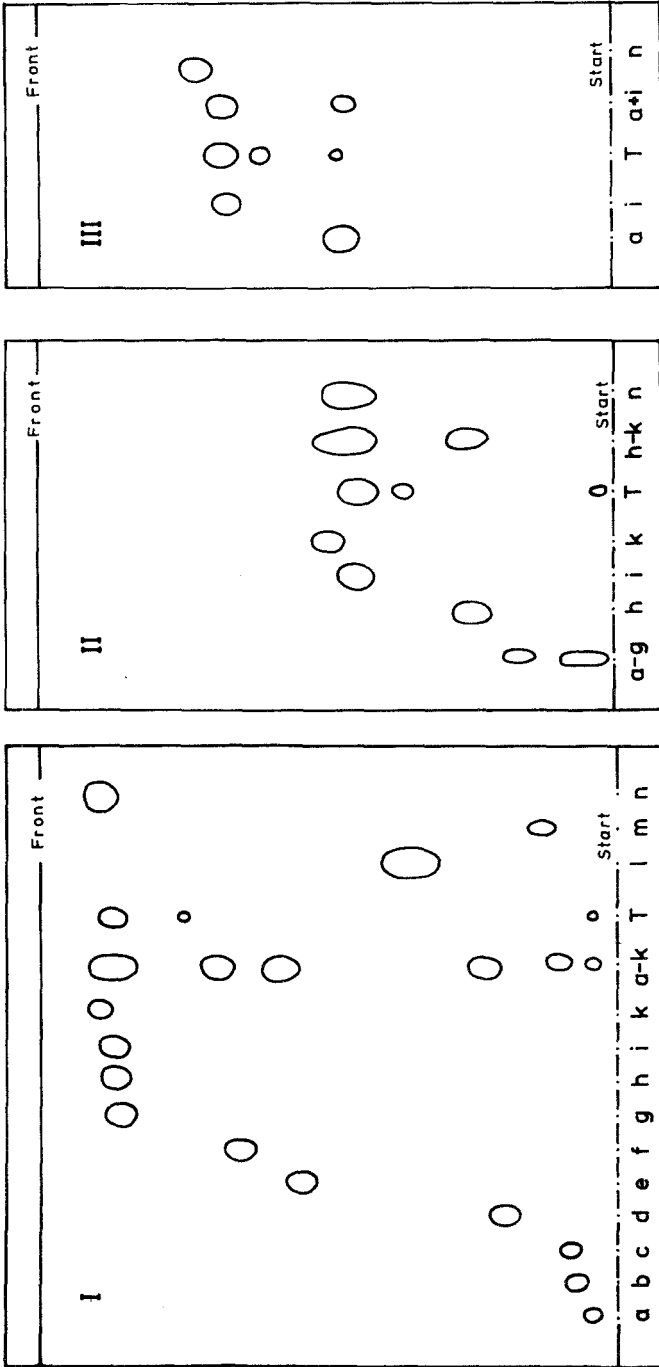 I
Front
Start
a b c d e f g h i k a-k T l m n
II
Front
Start
a-g h i k T h-k n
III
Front
Start
a i T a+i n